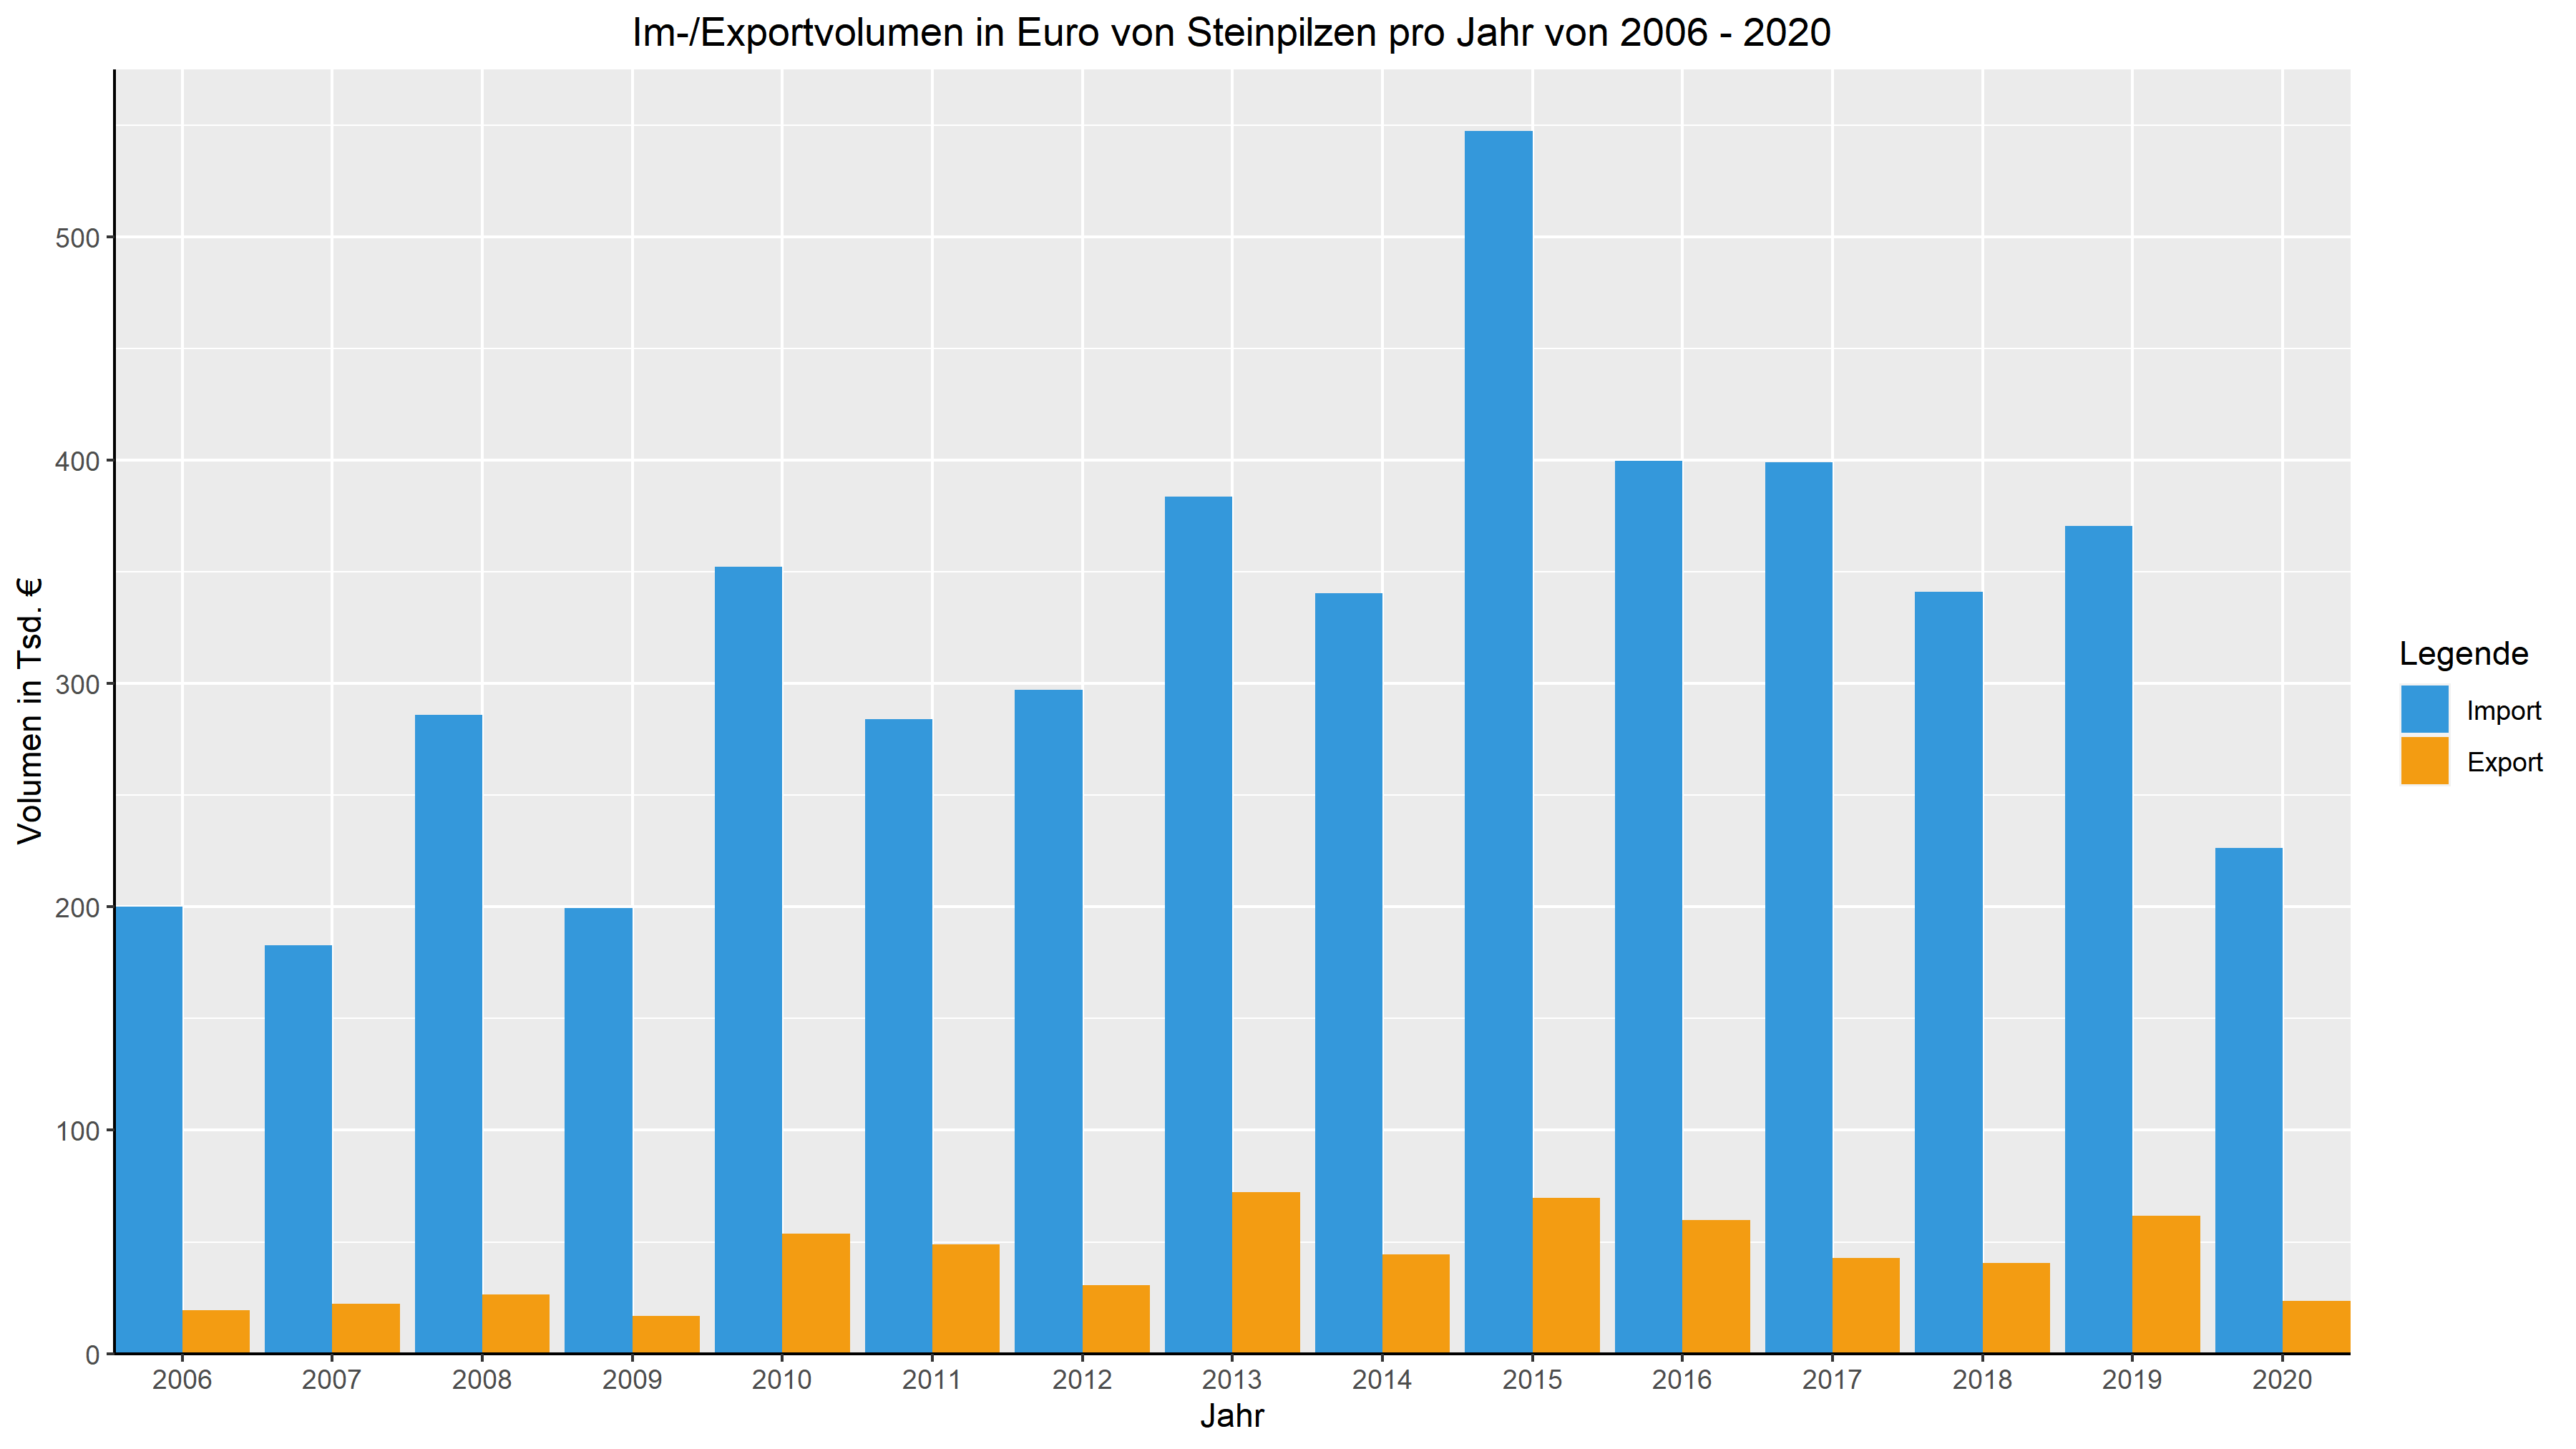 Im-/Exportvolumen in Euro von Steinpilzen pro Jahr von 2006 - 2020
Volumen in Tsd. €
500
400
300
200
100
0
2006 2007 2008 2009 2010 2011 2012 2013 2014 2015 2016 2017 2018 2019 2020
Jahr
Legende
Import
Export